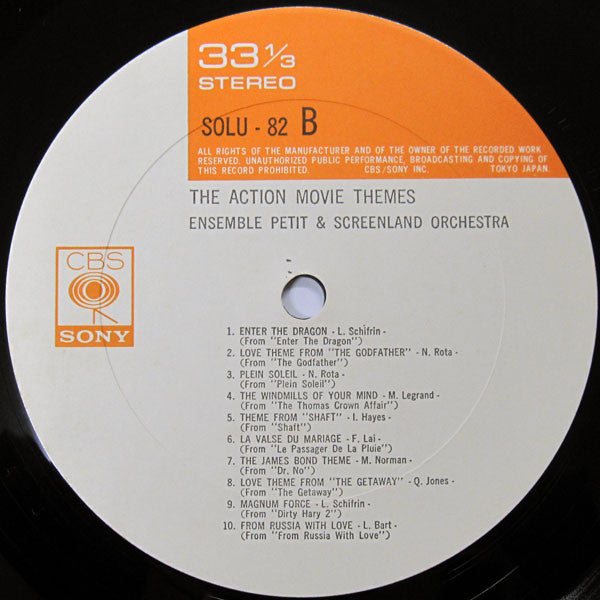 33 1/3
STEREO
SOLU - 82 B
ALL RIGHTS OF THE MANUFACTURER AND OF THE OWNER OF THE RECORDED WORK
RESERVED. UNAUTHORIZED PUBLIC PERFORMANCE, BROADCASTING AND COPYING OF
THIS RECORD PROHIBITED. CBS/SONY INC. TOKYO JAPAN.
THE ACTION MOVIE THEMES
ENSEMBLE PETIT & SCREENLAND ORCHESTRA
CBS
SONY
1. ENTER THE DRAGON - L. Schifrin -
(From "Enter The Dragon")
2. LOVE THEME FROM "THE GODFATHER" - N. Rota -
(From "The Godfather")
3. PLEIN SOLEIL - N. Rota -
(From "Plein Soleil")
4. THE WINDMILLS OF YOUR MIND - M. Legrand -
(From "The Thomas Crown Affair")
5. THEME FROM "SHAFT" - I. Hayes -
(From "Shaft")
6. LA VALSE DU MARIAGE - F. Lai -
(From "Le Passager De La Pluie")
7. THE JAMES BOND THEME - M. Norman -
(From "Dr. No")
8. LOVE THEME FROM "THE GETAWAY" - Q. Jones -
(From "The Getaway")
9. MAGNUM FORCE - L. Schifrin -
(From "Dirty Hary 2")
10. FROM RUSSIA WITH LOVE - L. Bart -
(From "From Russia With Love")